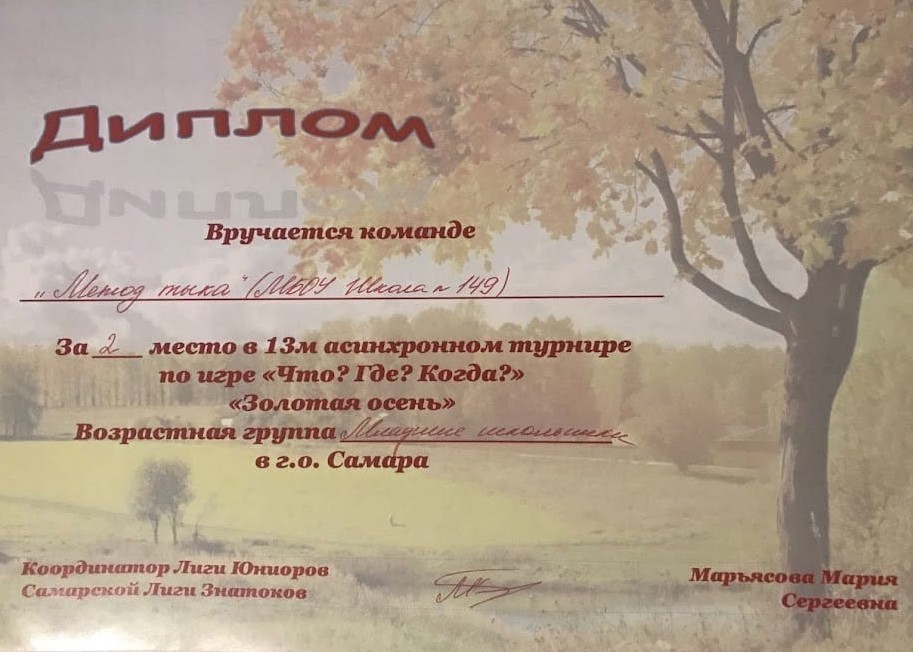 Диплом
Вручается команде
„Метод тыка" (МБОУ Школа № 149)
За 2 место в 13м асинхронном турнире
по игре «Что? Где? Когда?»
«Золотая осень»
Возрастная группа Младшие школьники
в г.о. Самара
Координатор Лиги Юниоров
Самарской Лиги Знатоков
Марьясова Мария
Сергеевна